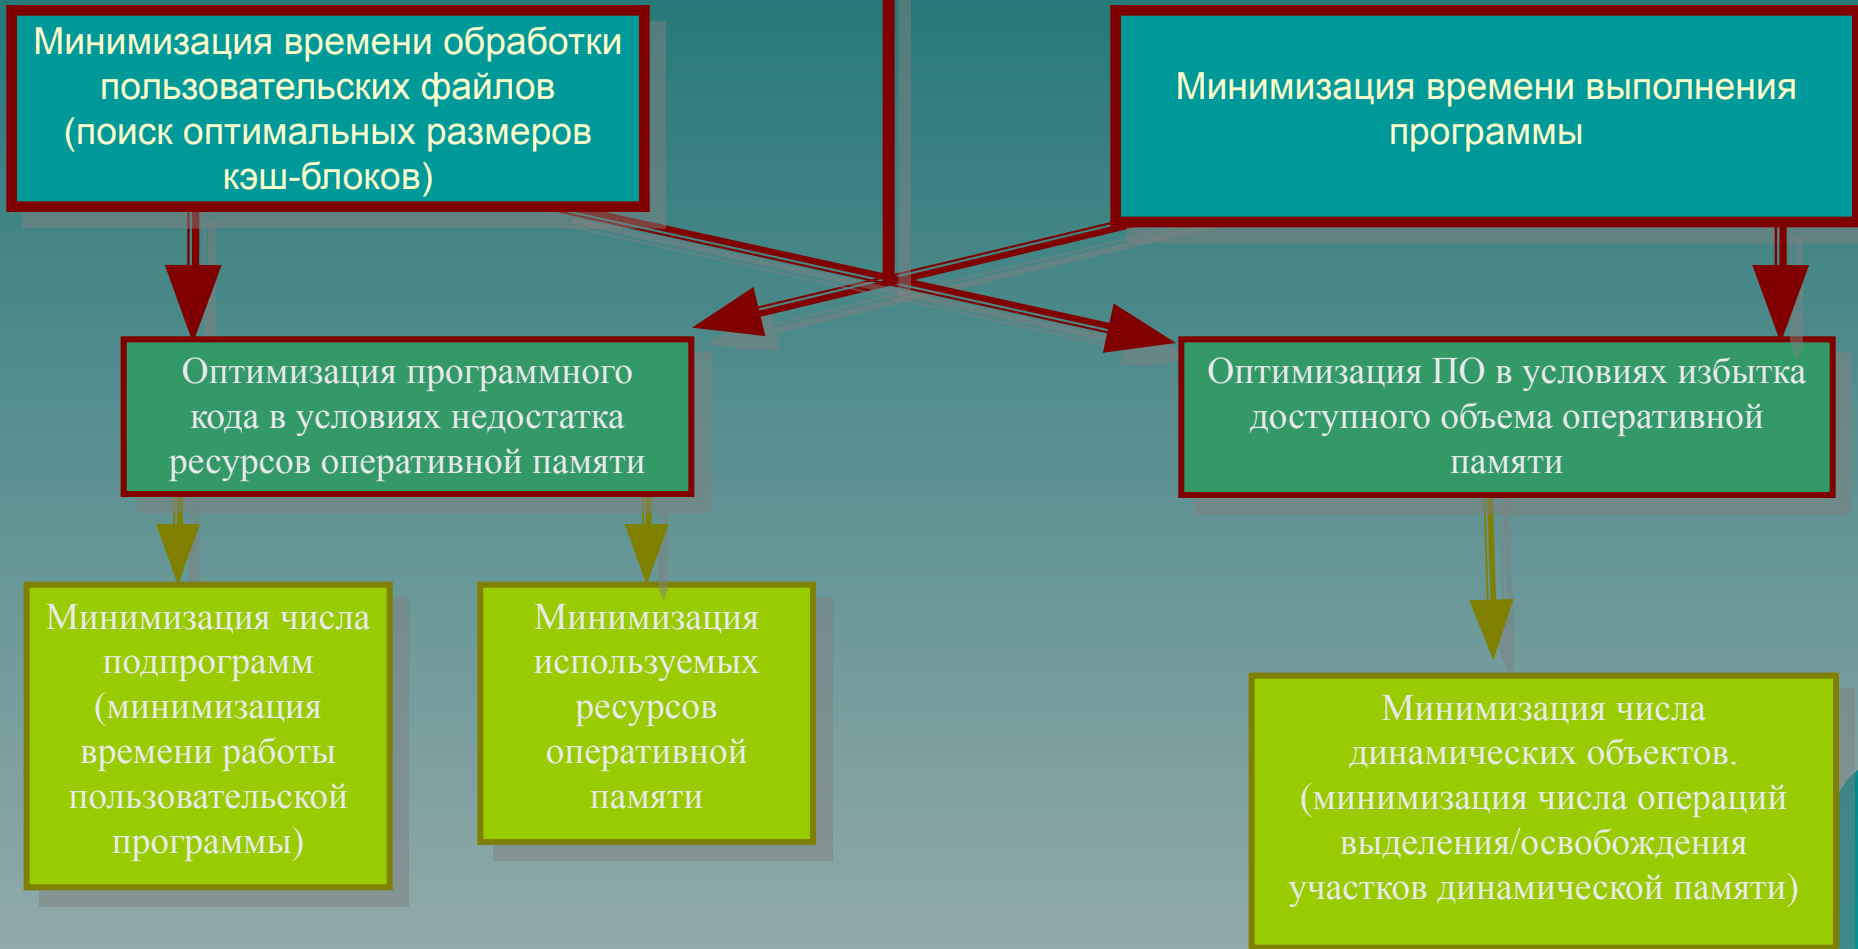 Минимизация времени обработки
пользовательских файлов
(поиск оптимальных размеров
кэш-блоков)
Минимизация времени выполнения
программы
Оптимизация программного
кода в условиях недостатка
ресурсов оперативной памяти
Оптимизация ПО в условиях избытка
доступного объема оперативной
памяти
Минимизация числа
подпрограмм
(минимизация
времени работы
пользовательской
программы)
Минимизация
используемых
ресурсов
оперативной
памяти
Минимизация числа
динамических объектов.
(минимизация числа операций
выделения/освобождения
участков динамической памяти)